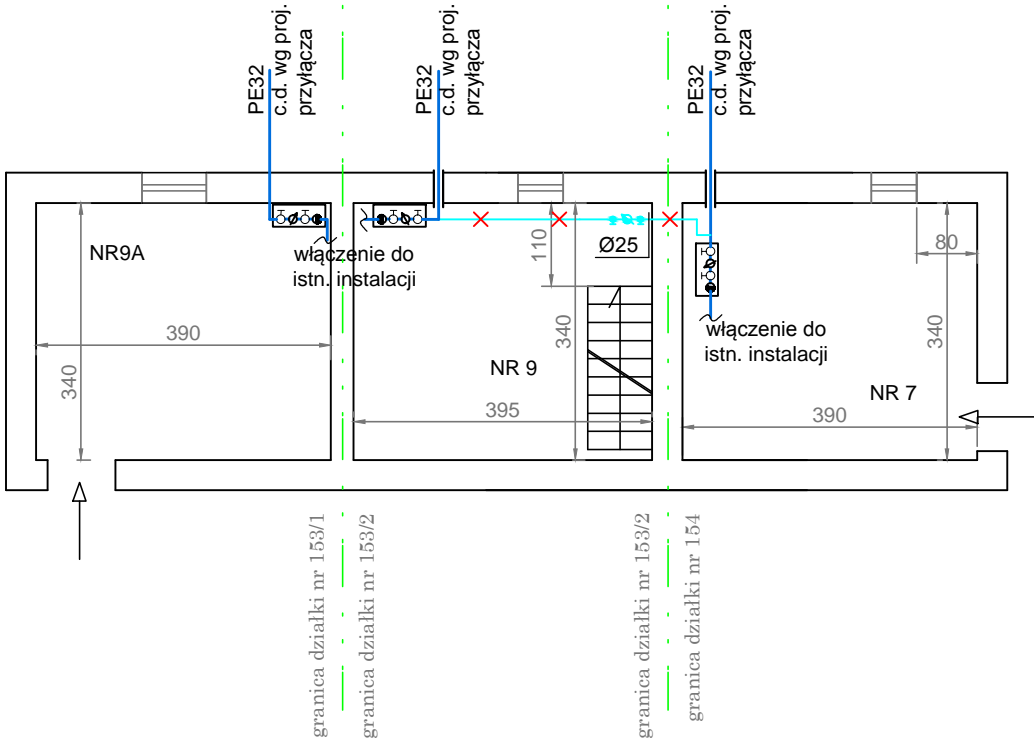 PE32
c.d. wg proj.
przyłącza
PE32
c.d. wg proj.
przyłącza
PE32
c.d. wg proj.
przyłącza
NR9A
włączenie do
istn. instalacji
110
Ø25
80
390
340
NR 9
340
włączenie do
istn. instalacji
340
NR 7
395
390
granica działki nr 153/1
granica działki nr 153/2
granica działki nr 153/2
granica działki nr 154